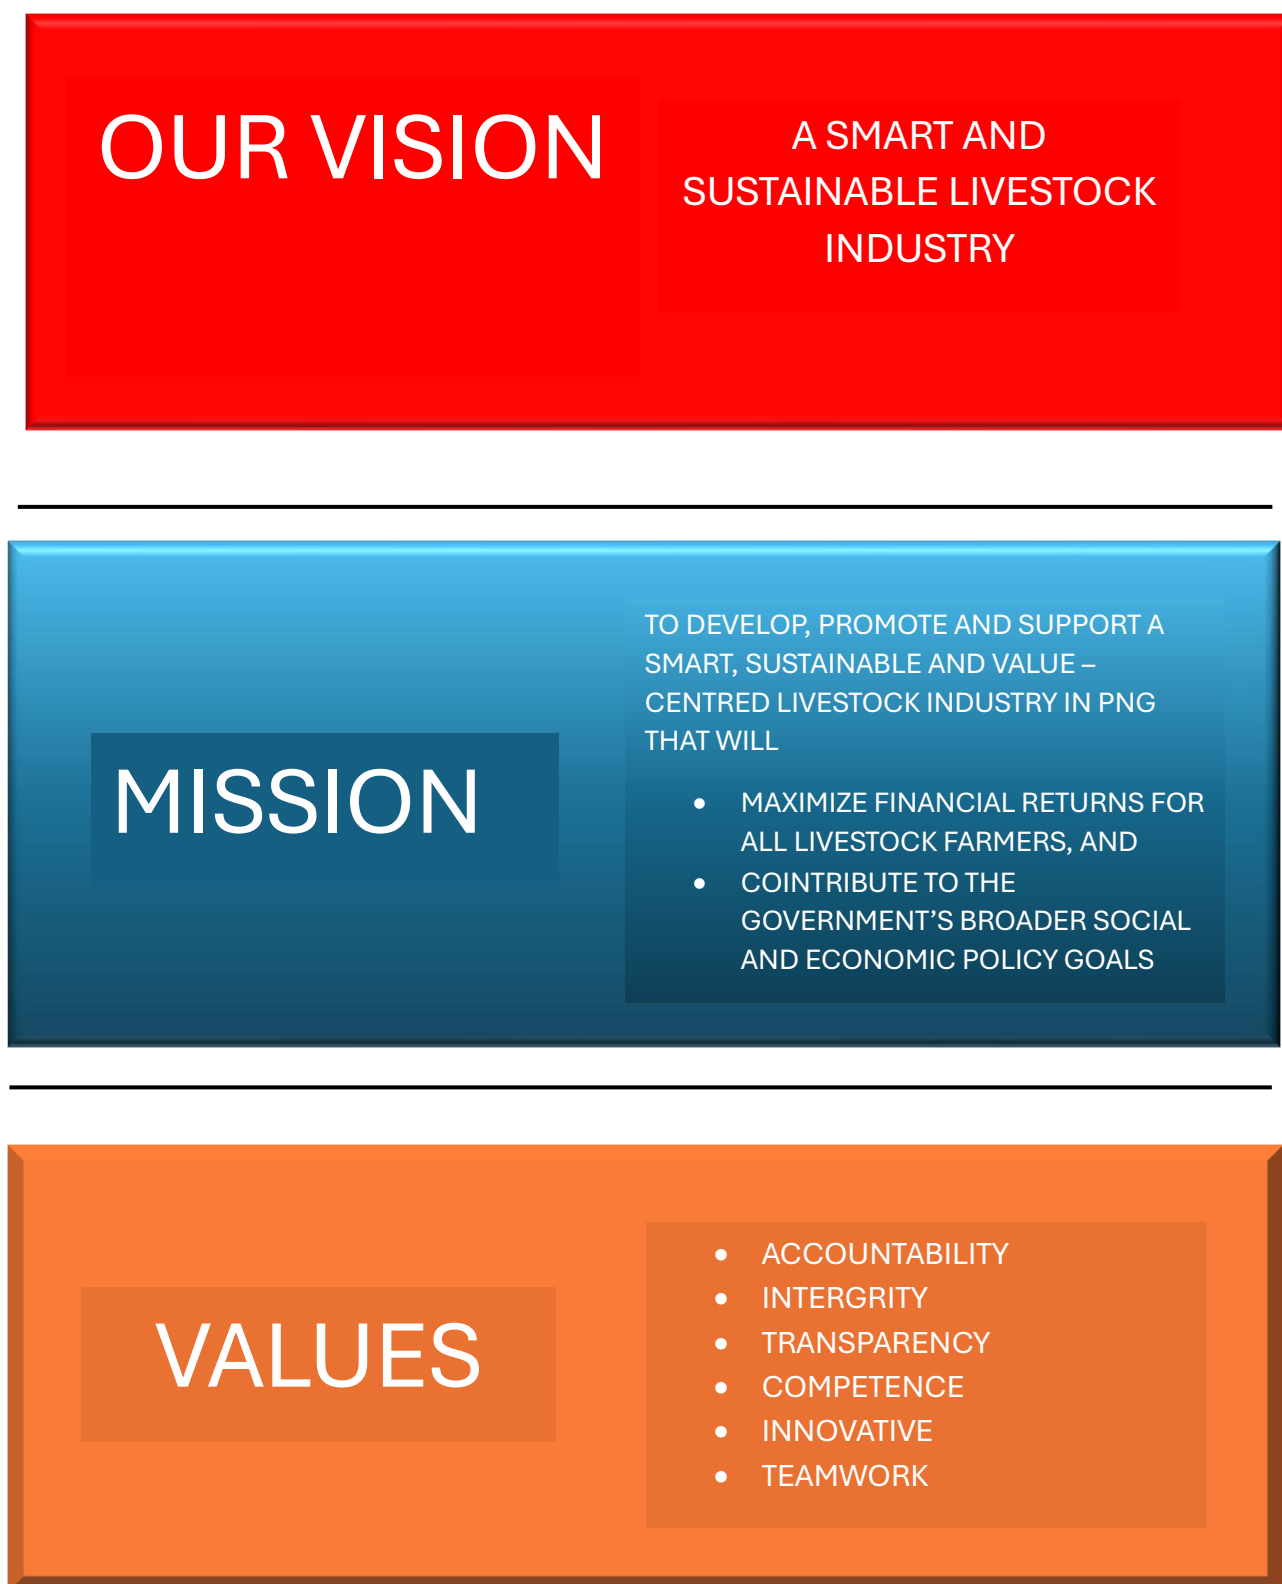 OUR VISION
A SMART AND
SUSTAINABLE LIVESTOCK
INDUSTRY
MISSION
TO DEVELOP, PROMOTE AND SUPPORT A
SMART, SUSTAINABLE AND VALUE –
CENTRED LIVESTOCK INDUSTRY IN PNG
THAT WILL
• MAXIMIZE FINANCIAL RETURNS FOR
ALL LIVESTOCK FARMERS, AND
• COINTRIBUTE TO THE
GOVERNMENT’S BROADER SOCIAL
AND ECONOMIC POLICY GOALS
VALUES
• ACCOUNTABILITY
• INTERGRITY
• TRANSPARENCY
• COMPETENCE
• INNOVATIVE
• TEAMWORK